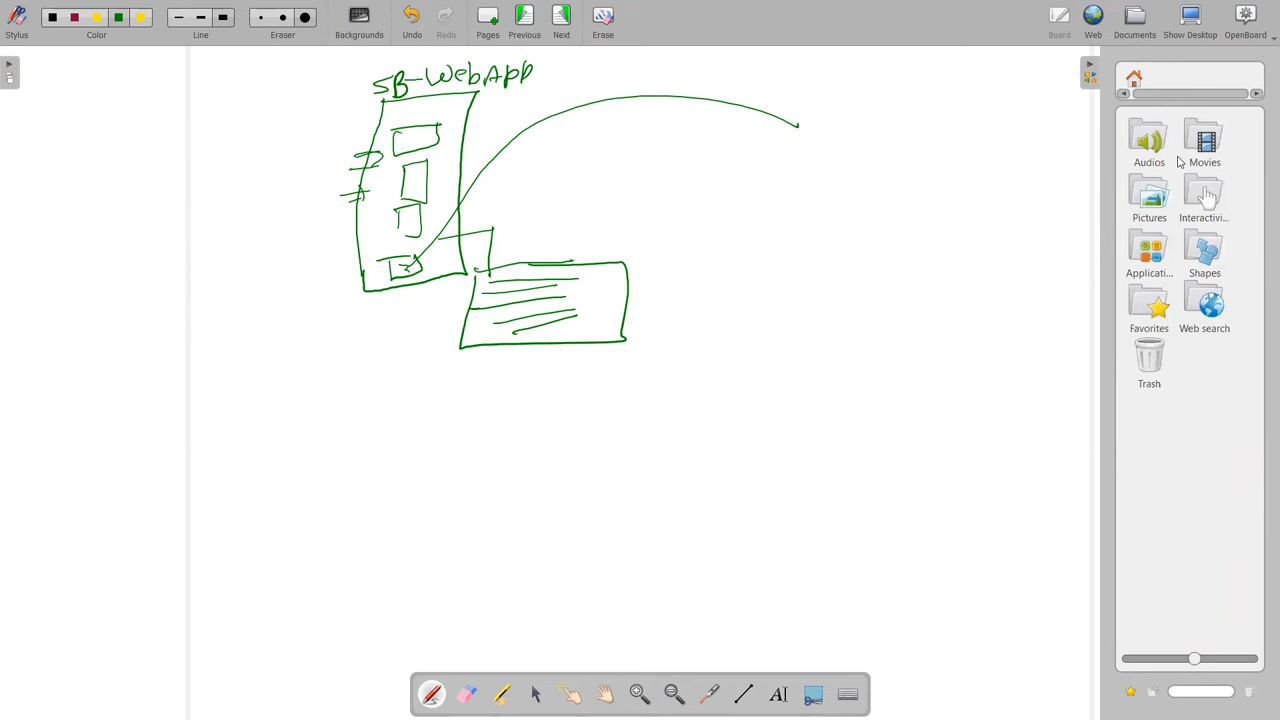 Stylus
Color
Line
Eraser
Backgrounds
Undo
Redo
Pages
Previous
Next
Erase
Board
Web
Documents
Show Desktop
OpenBoard
SB-WebApp
Audios
Movies
Pictures
Interactivi...
Applicati...
Shapes
Favorites
Web search
Trash
AI